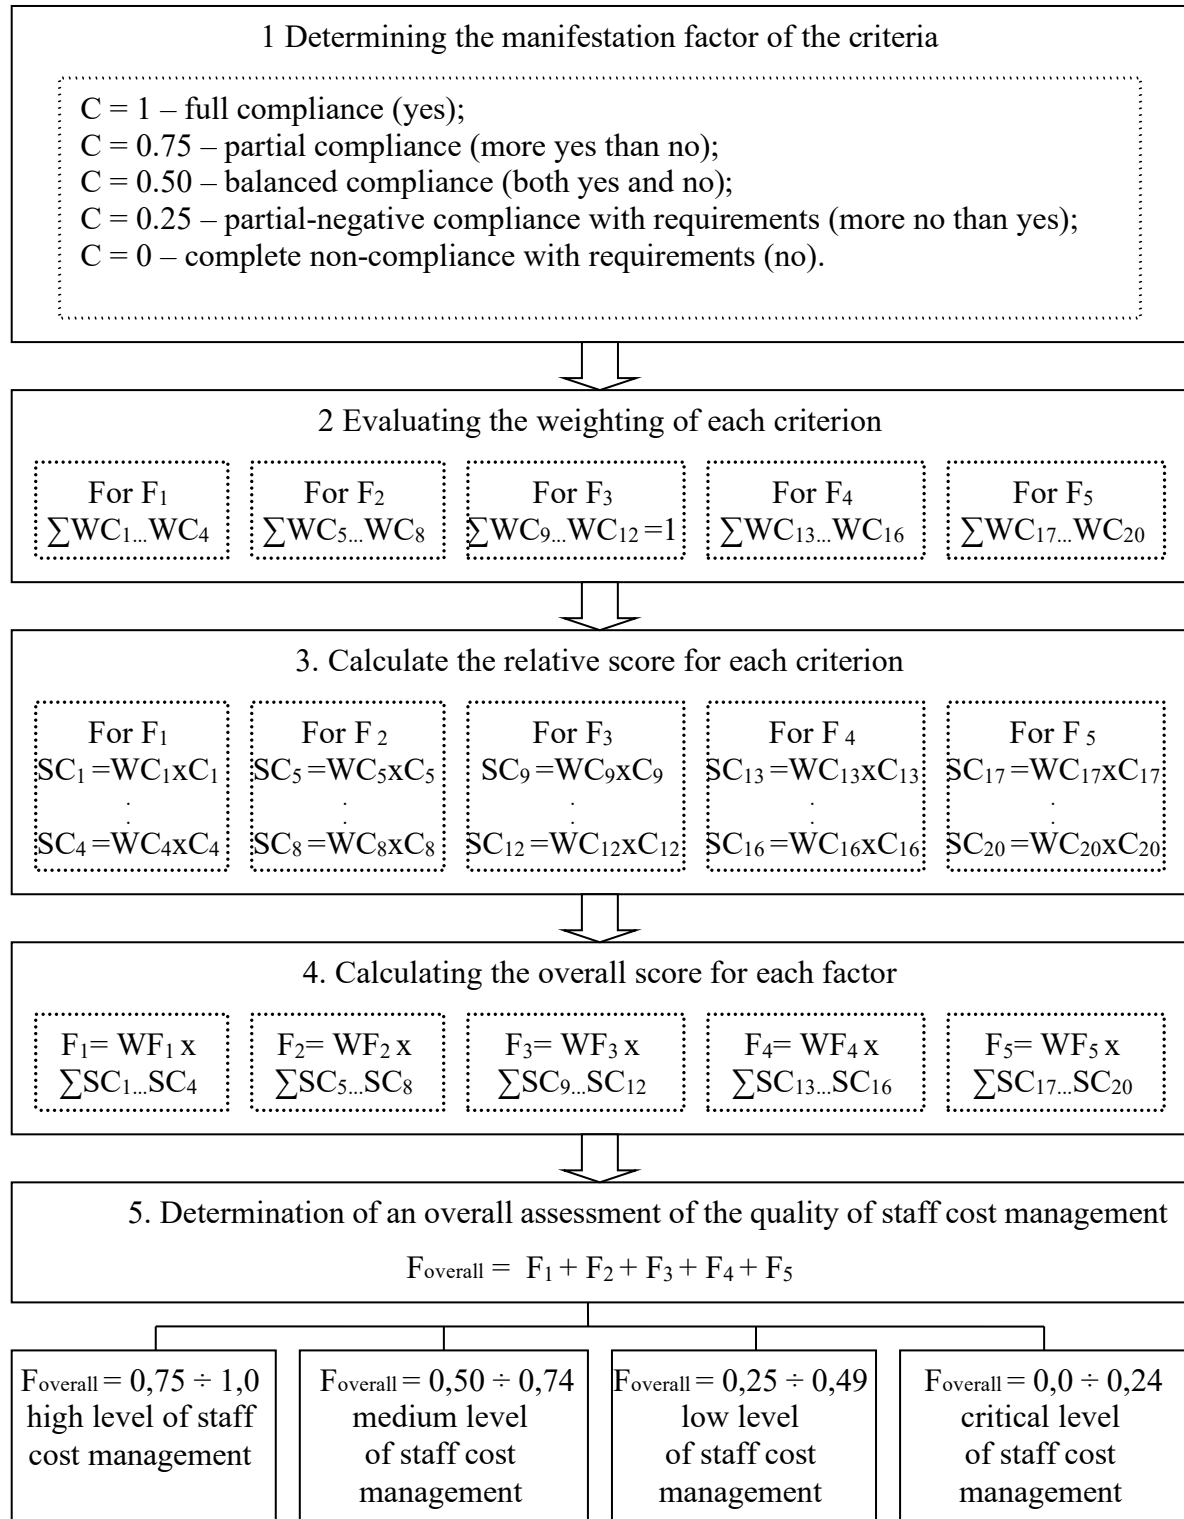 1 Determining the manifestation factor of the criteria
C = 1 – full compliance (yes);
C = 0.75 – partial compliance (more yes than no);
C = 0.50 – balanced compliance (both yes and no);
C = 0.25 – partial-negative compliance with requirements (more no than yes);
C = 0 – complete non-compliance with requirements (no).
2 Evaluating the weighting of each criterion
For F₁
∑WC₁...WC₄
For F₂
∑WC₅...WC₈
For F₃
∑WC₉...WC₁₂ =1
For F₄
∑WC₁₃...WC₁₆
For F₅
∑WC₁₇...WC₂₀
3. Calculate the relative score for each criterion
For F₁
SC₁ =WC₁xC₁
.
.
SC₄ =WC₄xC₄
For F ₂
SC₅ =WC₅xC₅
.
.
SC₈ =WC₈xC₈
For F₃
SC₉ =WC₉xC₉
.
.
SC₁₂ =WC₁₂xC₁₂
For F ₄
SC₁₃ =WC₁₃xC₁₃
.
.
SC₁₆ =WC₁₆xC₁₆
For F ₅
SC₁₇ =WC₁₇xC₁₇
.
.
SC₂₀ =WC₂₀xC₂₀
4. Calculating the overall score for each factor
F₁= WF₁ x
∑SC₁...SC₄
F₂= WF₂ x
∑SC₅...SC₈
F₃= WF₃ x
∑SC₉...SC₁₂
F₄= WF₄ x
∑SC₁₃...SC₁₆
F₅= WF₅ x
∑SC₁₇...SC₂₀
5. Determination of an overall assessment of the quality of staff cost management
Foverall = F₁ + F₂ + F₃ + F₄ + F₅
Foverall = 0,75 ÷ 1,0
high level of staff
cost management
Foverall = 0,50 ÷ 0,74
medium level
of staff cost
management
Foverall = 0,25 ÷ 0,49
low level
of staff cost
management
Foverall = 0,0 ÷ 0,24
critical level
of staff cost
management